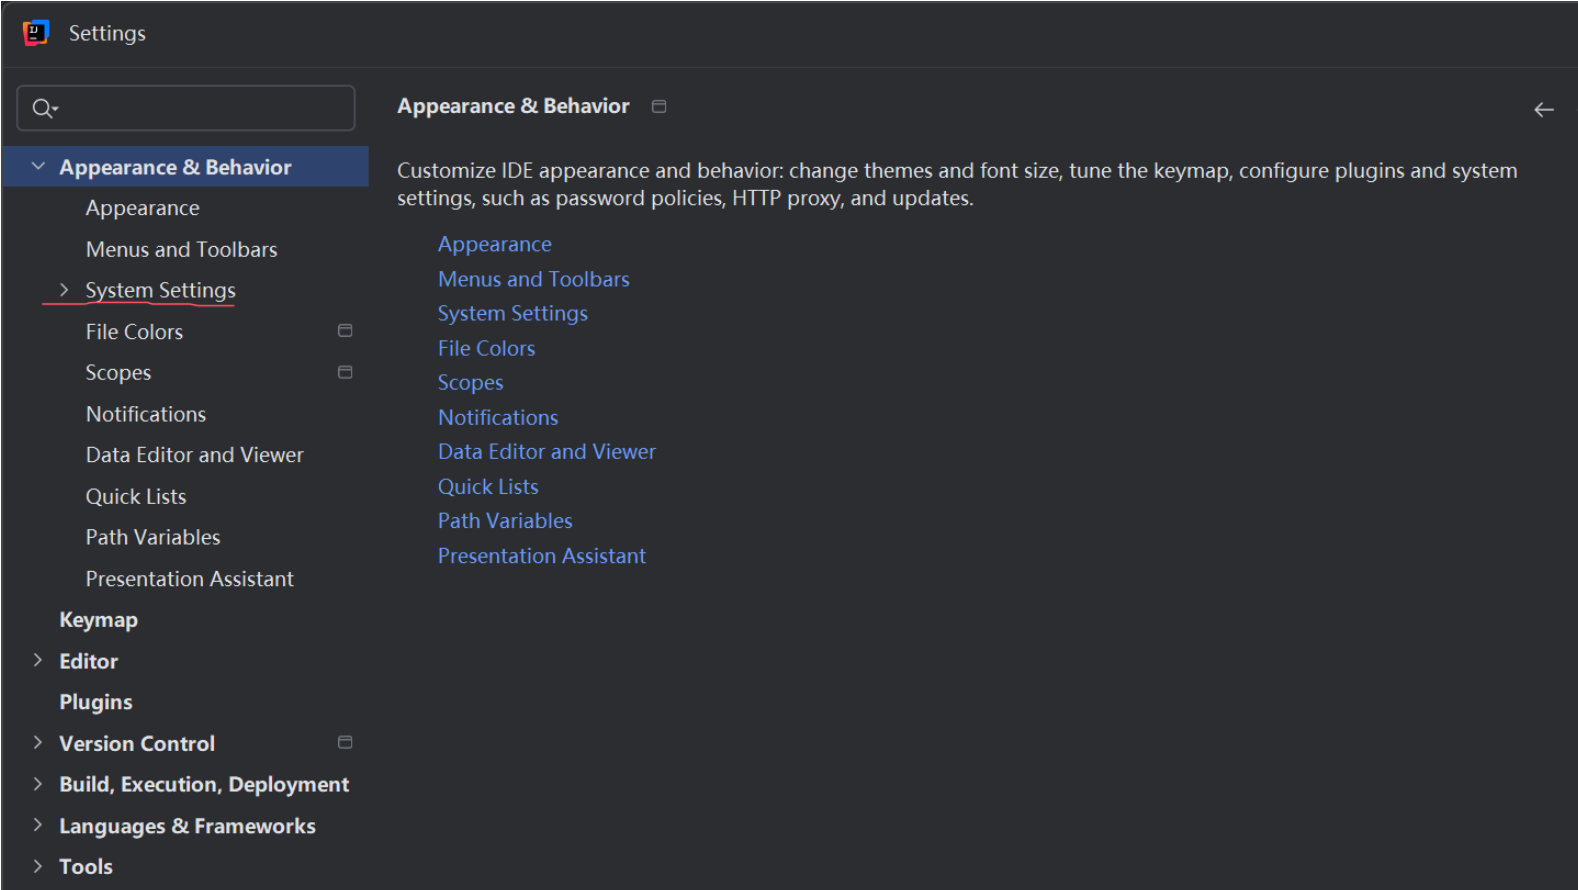 Settings
Appearance & Behavior
Appearance
Menus and Toolbars
System Settings
File Colors
Scopes
Notifications
Data Editor and Viewer
Quick Lists
Path Variables
Presentation Assistant
Keymap
Editor
Plugins
Version Control
Build, Execution, Deployment
Languages & Frameworks
Tools
Appearance & Behavior
Customize IDE appearance and behavior: change themes and font size, tune the keymap, configure plugins and system
settings, such as password policies, HTTP proxy, and updates.
Appearance
Menus and Toolbars
System Settings
File Colors
Scopes
Notifications
Data Editor and Viewer
Quick Lists
Path Variables
Presentation Assistant